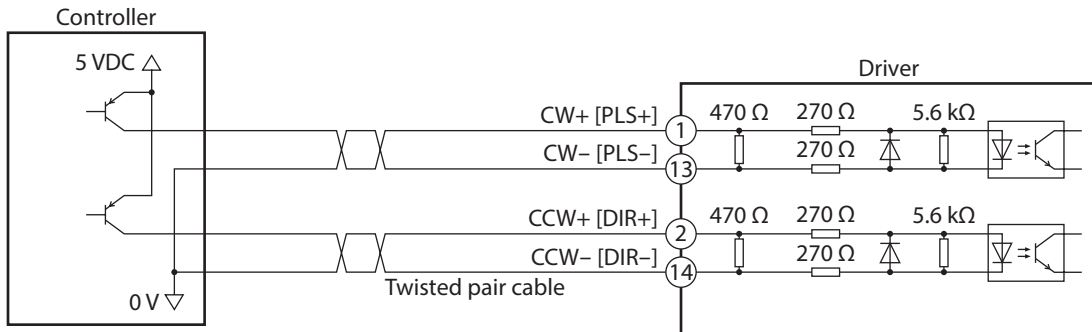 Controller
5 VDC
Driver
CW+ [PLS+]
1
470 Ω
270 Ω
5.6 kΩ
CW– [PLS–]
13
270 Ω
CCW+ [DIR+]
2
470 Ω
270 Ω
5.6 kΩ
CCW– [DIR–]
14
270 Ω
Twisted pair cable
0 V